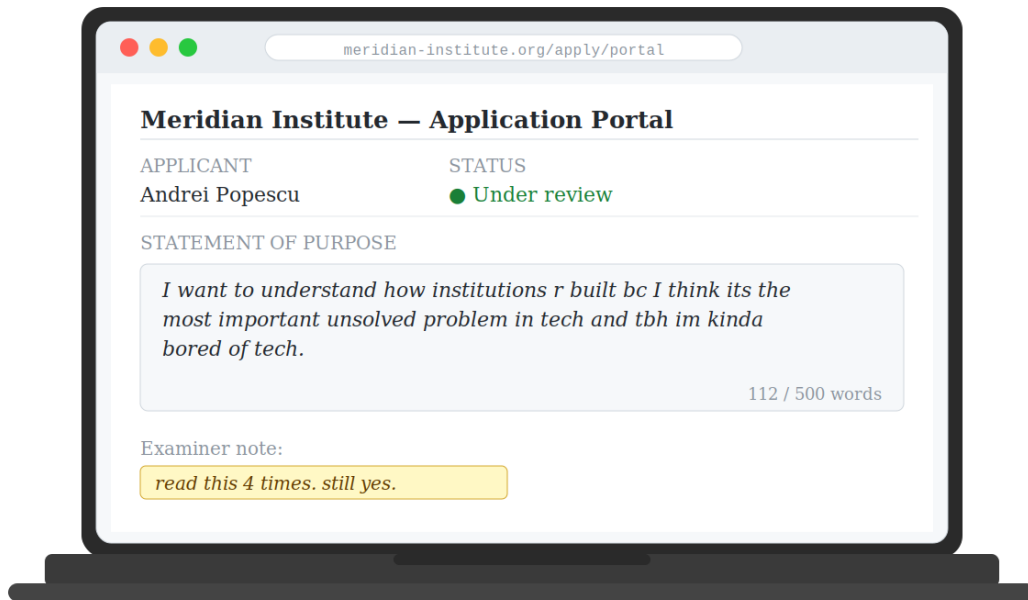 meridian-institute.org/apply/portal
Meridian Institute — Application Portal
APPLICANT STATUS
Andrei Popescu ● Under review
STATEMENT OF PURPOSE
I want to understand how institutions r built bc I think its the
most important unsolved problem in tech and tbh im kinda
bored of tech.
112 / 500 words
Examiner note:
read this 4 times. still yes.